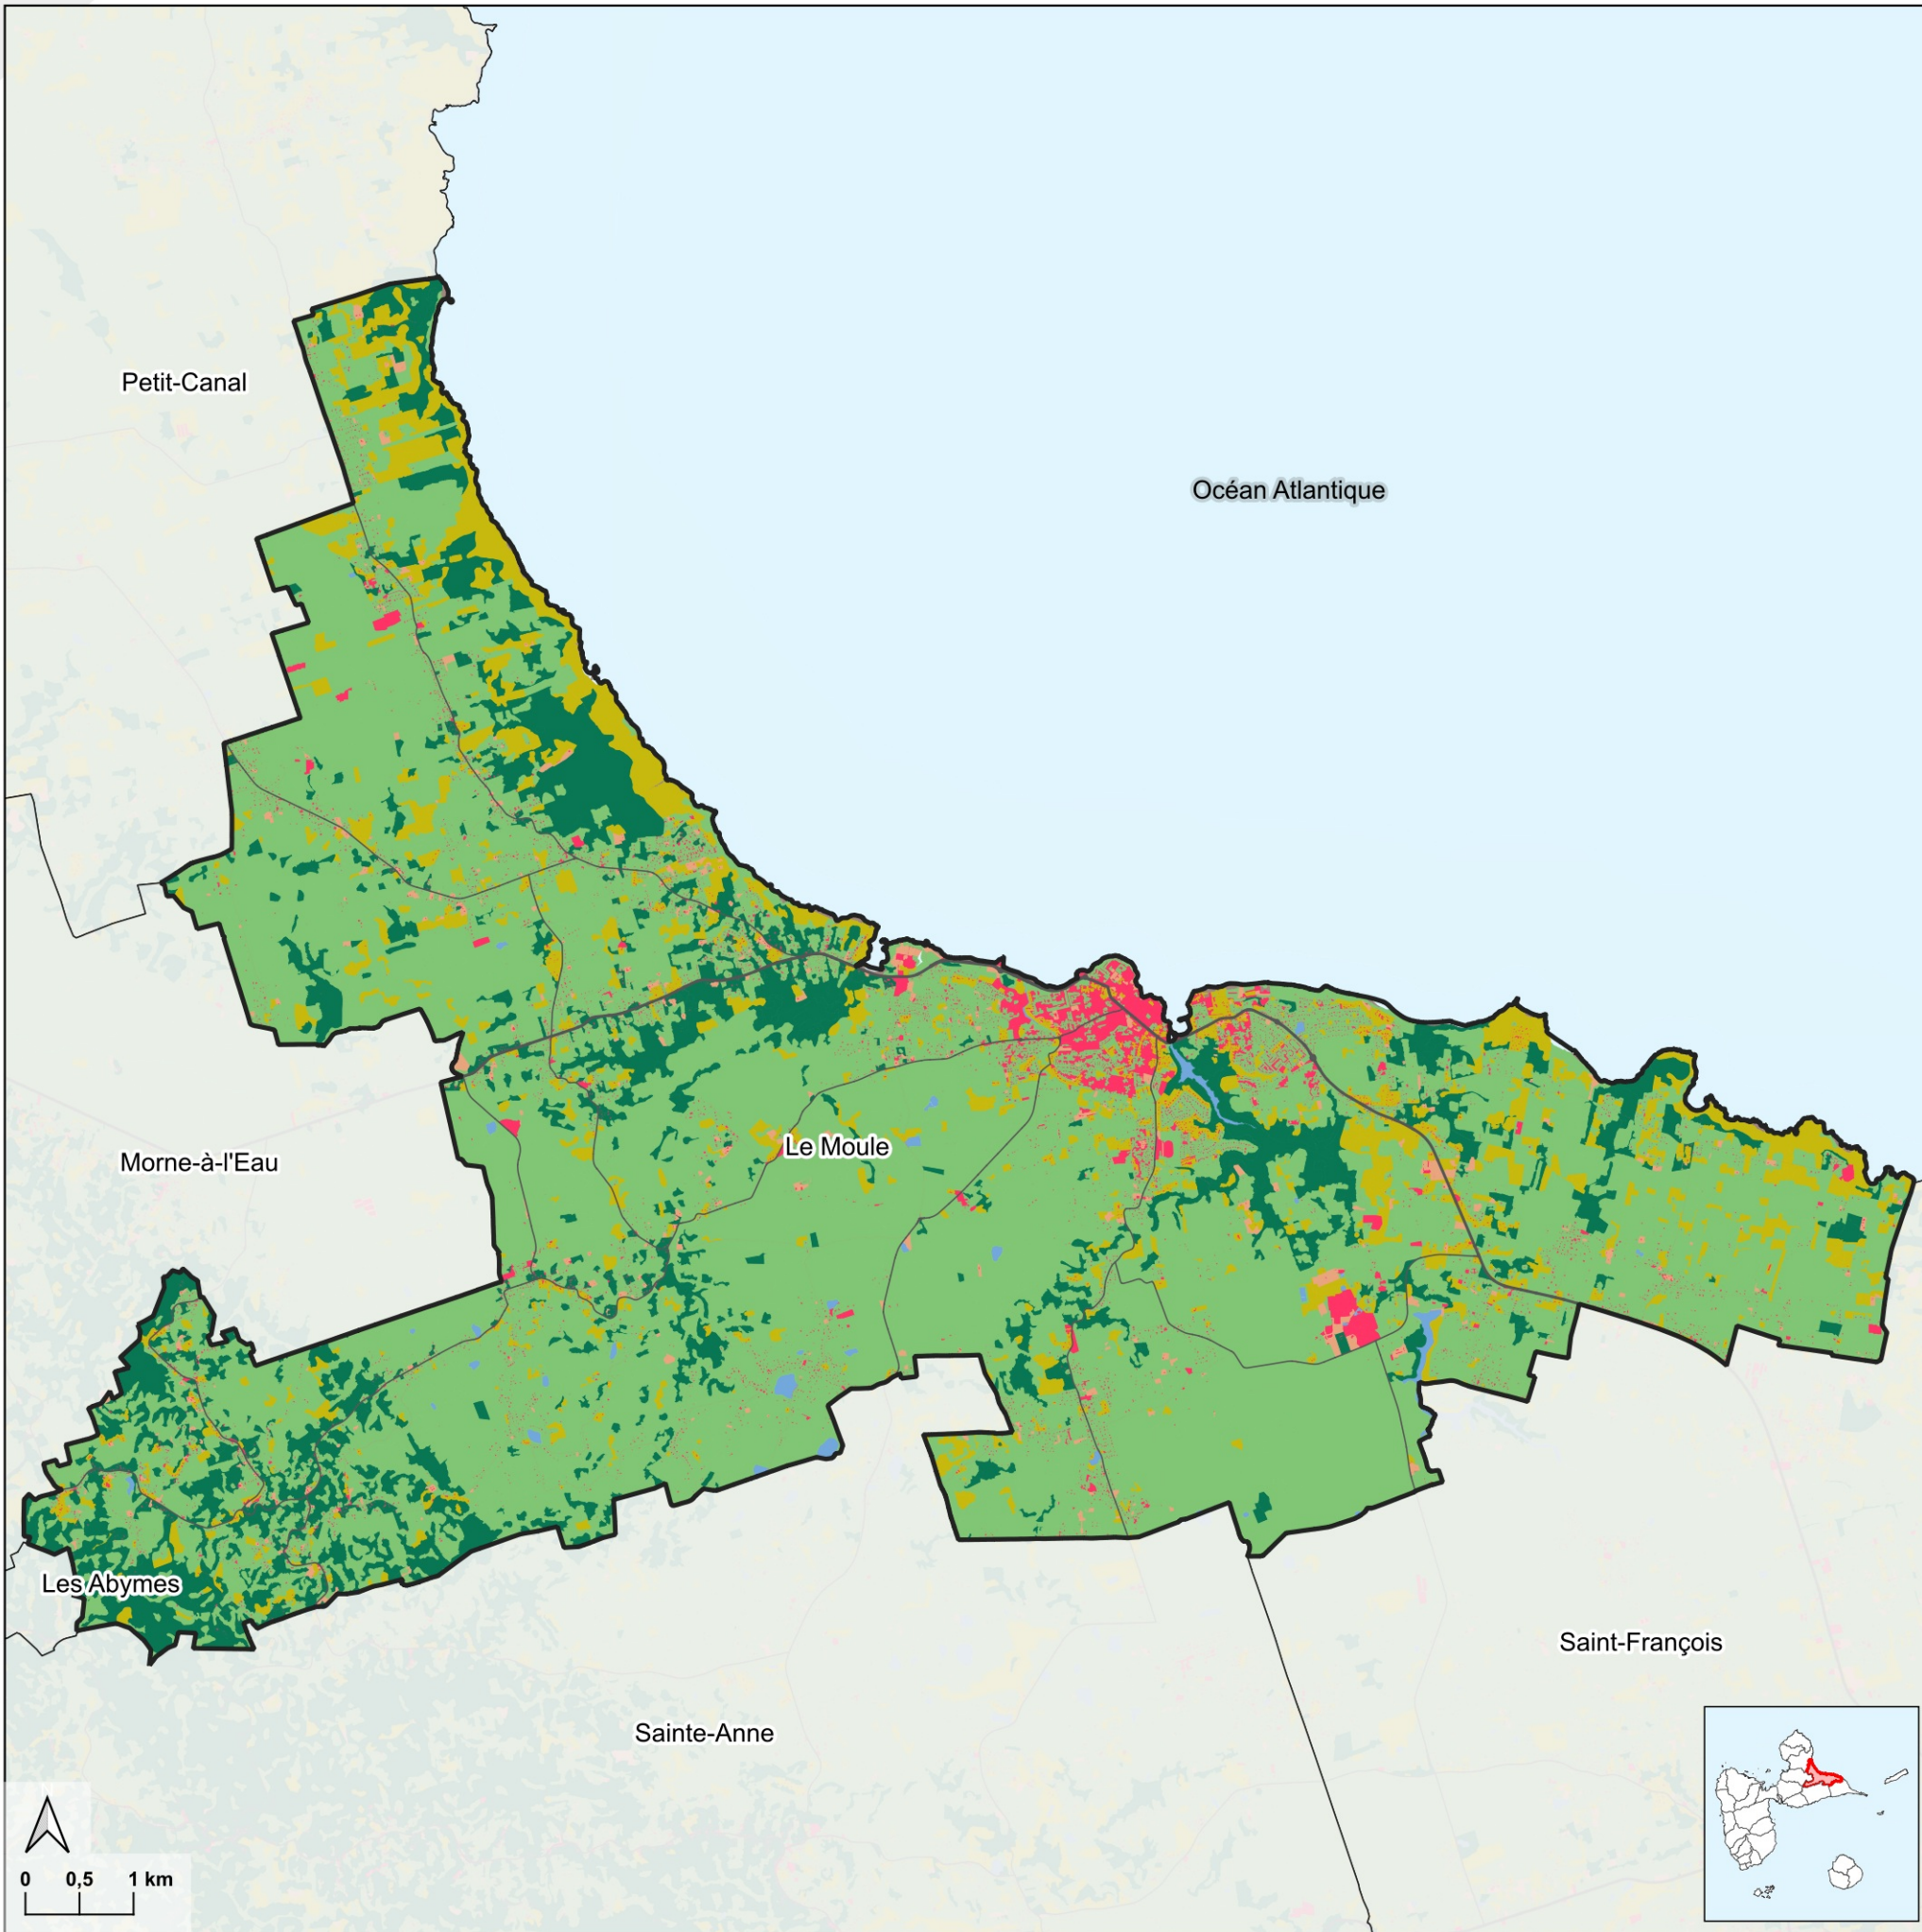 Petit-Canal
Océan Atlantique
Le Moule
Morne-à-l'Eau
Les Abymes
Saint-François
Sainte-Anne
0 0,5 1 km